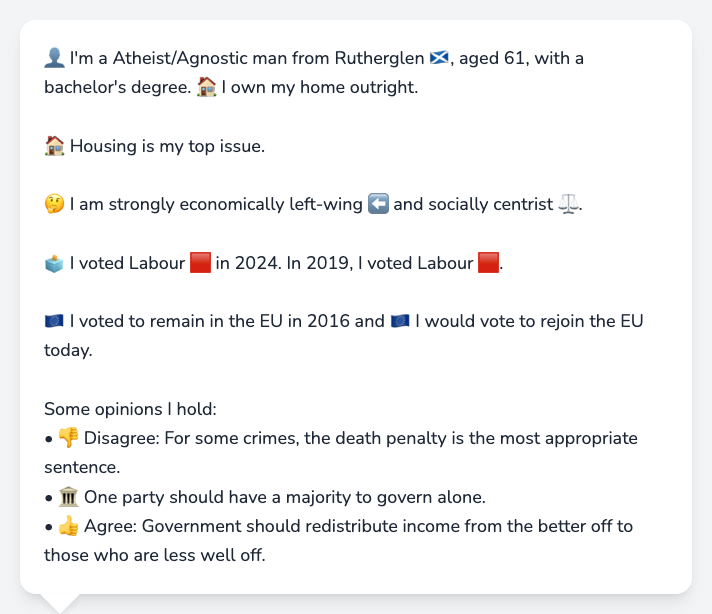 👤 I'm a Atheist/Agnostic man from Rutherglen 🏴󠁧󠁢󠁳󠁣󠁴󠁿, aged 61, with a
bachelor's degree. 🏠 I own my home outright.
🏠 Housing is my top issue.
🤔 I am strongly economically left-wing ⬅️ and socially centrist ⚖️.
🗳️ I voted Labour 🟥 in 2024. In 2019, I voted Labour 🟥.
🇪🇺 I voted to remain in the EU in 2016 and 🇪🇺 I would vote to rejoin the EU
today.
Some opinions I hold:
• 👎 Disagree: For some crimes, the death penalty is the most appropriate
sentence.
• 🏛️ One party should have a majority to govern alone.
• 👍 Agree: Government should redistribute income from the better off to
those who are less well off.